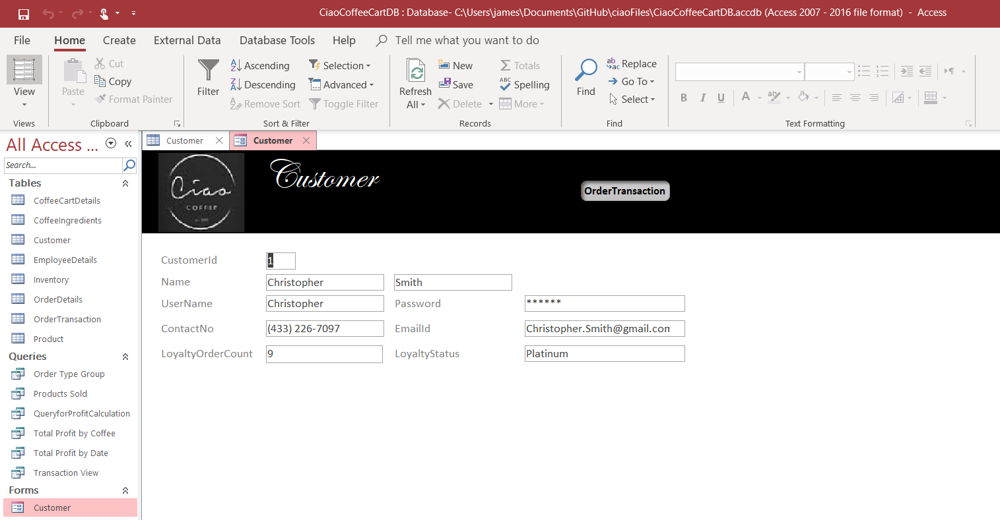 CiaoCoffeeCartDB : Database- C:\Users\james\Documents\GitHub\ciaoFiles\CiaoCoffeeCartDB.accdb (Access 2007 - 2016 file format) - Access
File Home Create External Data Database Tools Help Tell me what you want to do
View
Views
Paste
Cut
Copy
Format Painter
Clipboard
Filter
Ascending
Descending
Remove Sort
Selection
Advanced
Toggle Filter
Sort & Filter
Refresh
All
New
Save
Delete
Totals
Spelling
More
Records
Find
Replace
Go To
Select
Find
B I U A
Text Formatting
All Access ...
Search...
Tables
CoffeeCartDetails
CoffeeIngredients
Customer
EmployeeDetails
Inventory
OrderDetails
OrderTransaction
Product
Queries
Order Type Group
Products Sold
QueryforProfitCalculation
Total Profit by Coffee
Total Profit by Date
Transaction View
Forms
Customer
Customer Customer
Ciao
COFFEE
Customer
OrderTransaction
CustomerId 1
Name Christopher Smith
UserName Christopher Password ******
ContactNo (433) 226-7097 EmailId Christopher.Smith@gmail.com
LoyaltyOrderCount 9 LoyaltyStatus Platinum